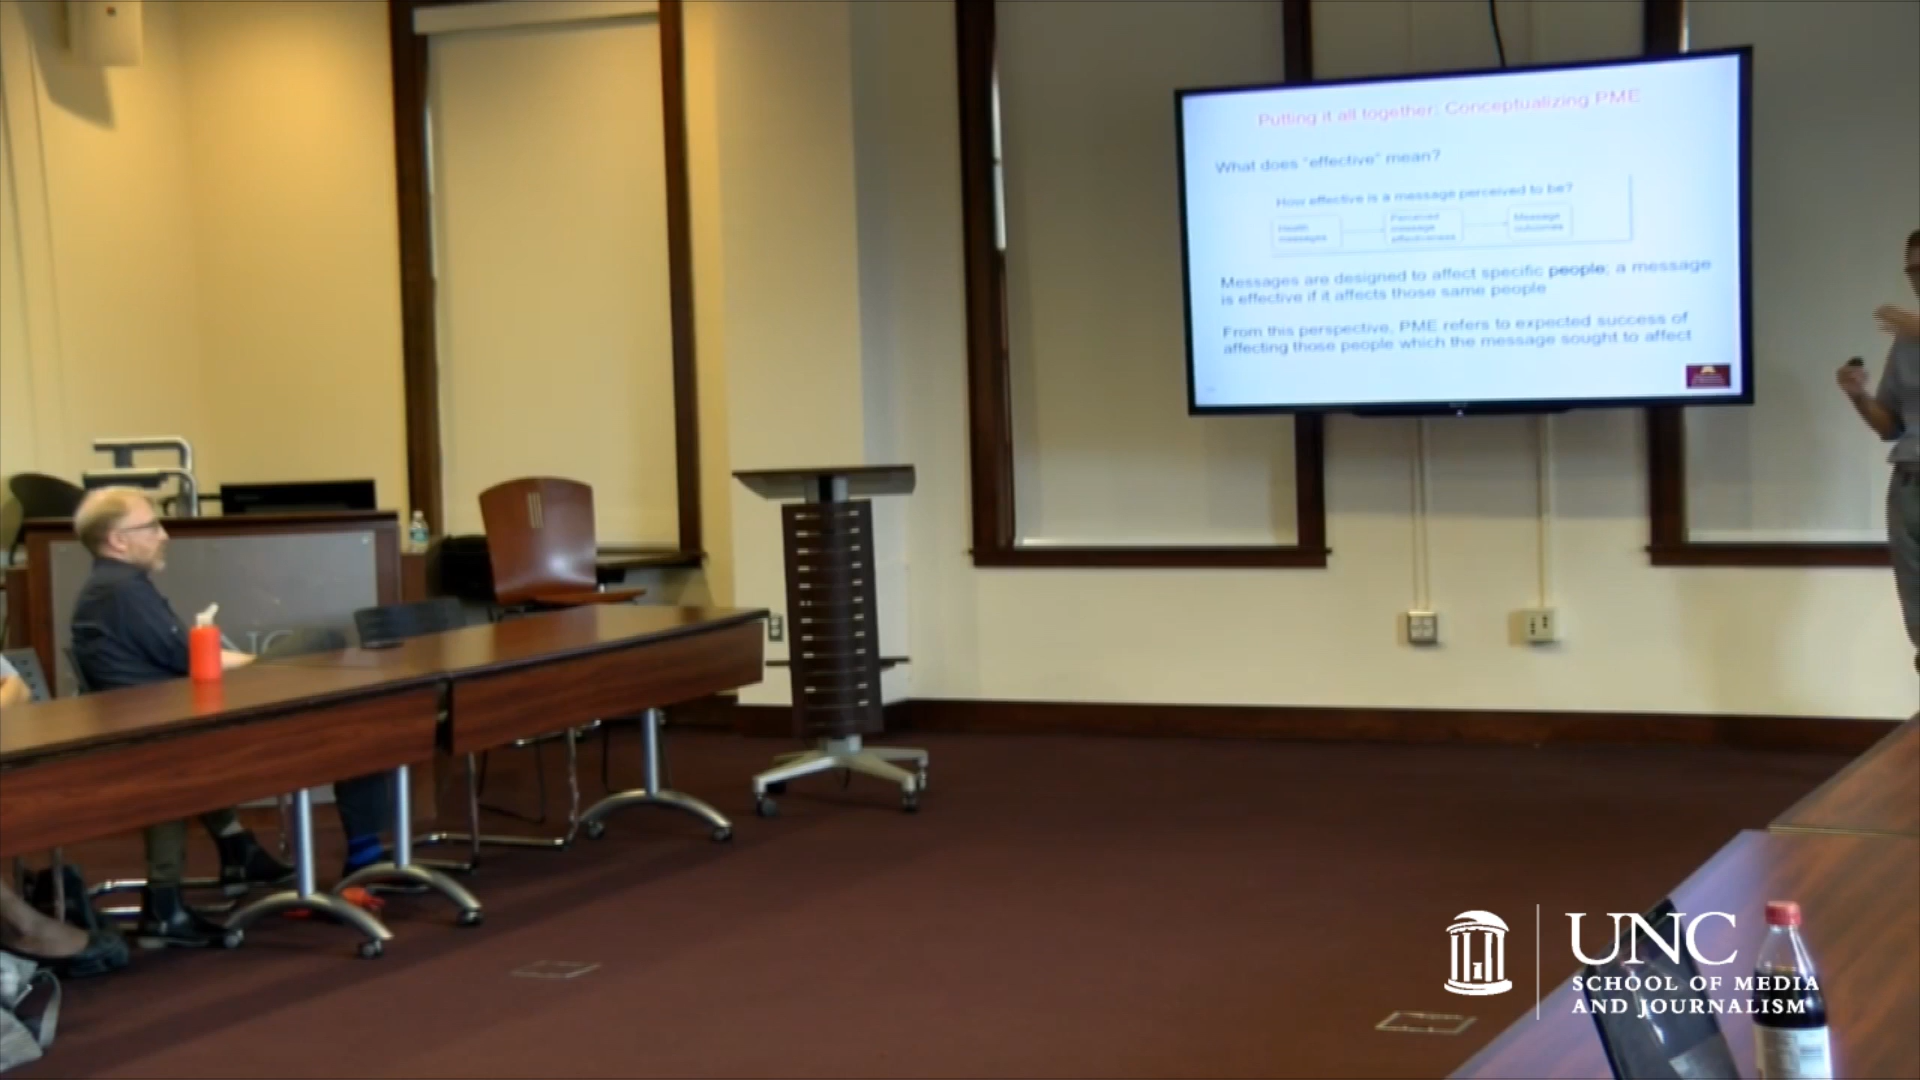 Putting it all together: Conceptualizing PME
What does "effective" mean?
How effective is a message perceived to be?
Health
messages
Perceived
message
effectiveness
Message
outcomes
Messages are designed to affect specific people; a message
is effective if it affects those same people
From this perspective, PME refers to expected success of
affecting those people which the message sought to affect
UNC
SCHOOL OF MEDIA
AND JOURNALISM